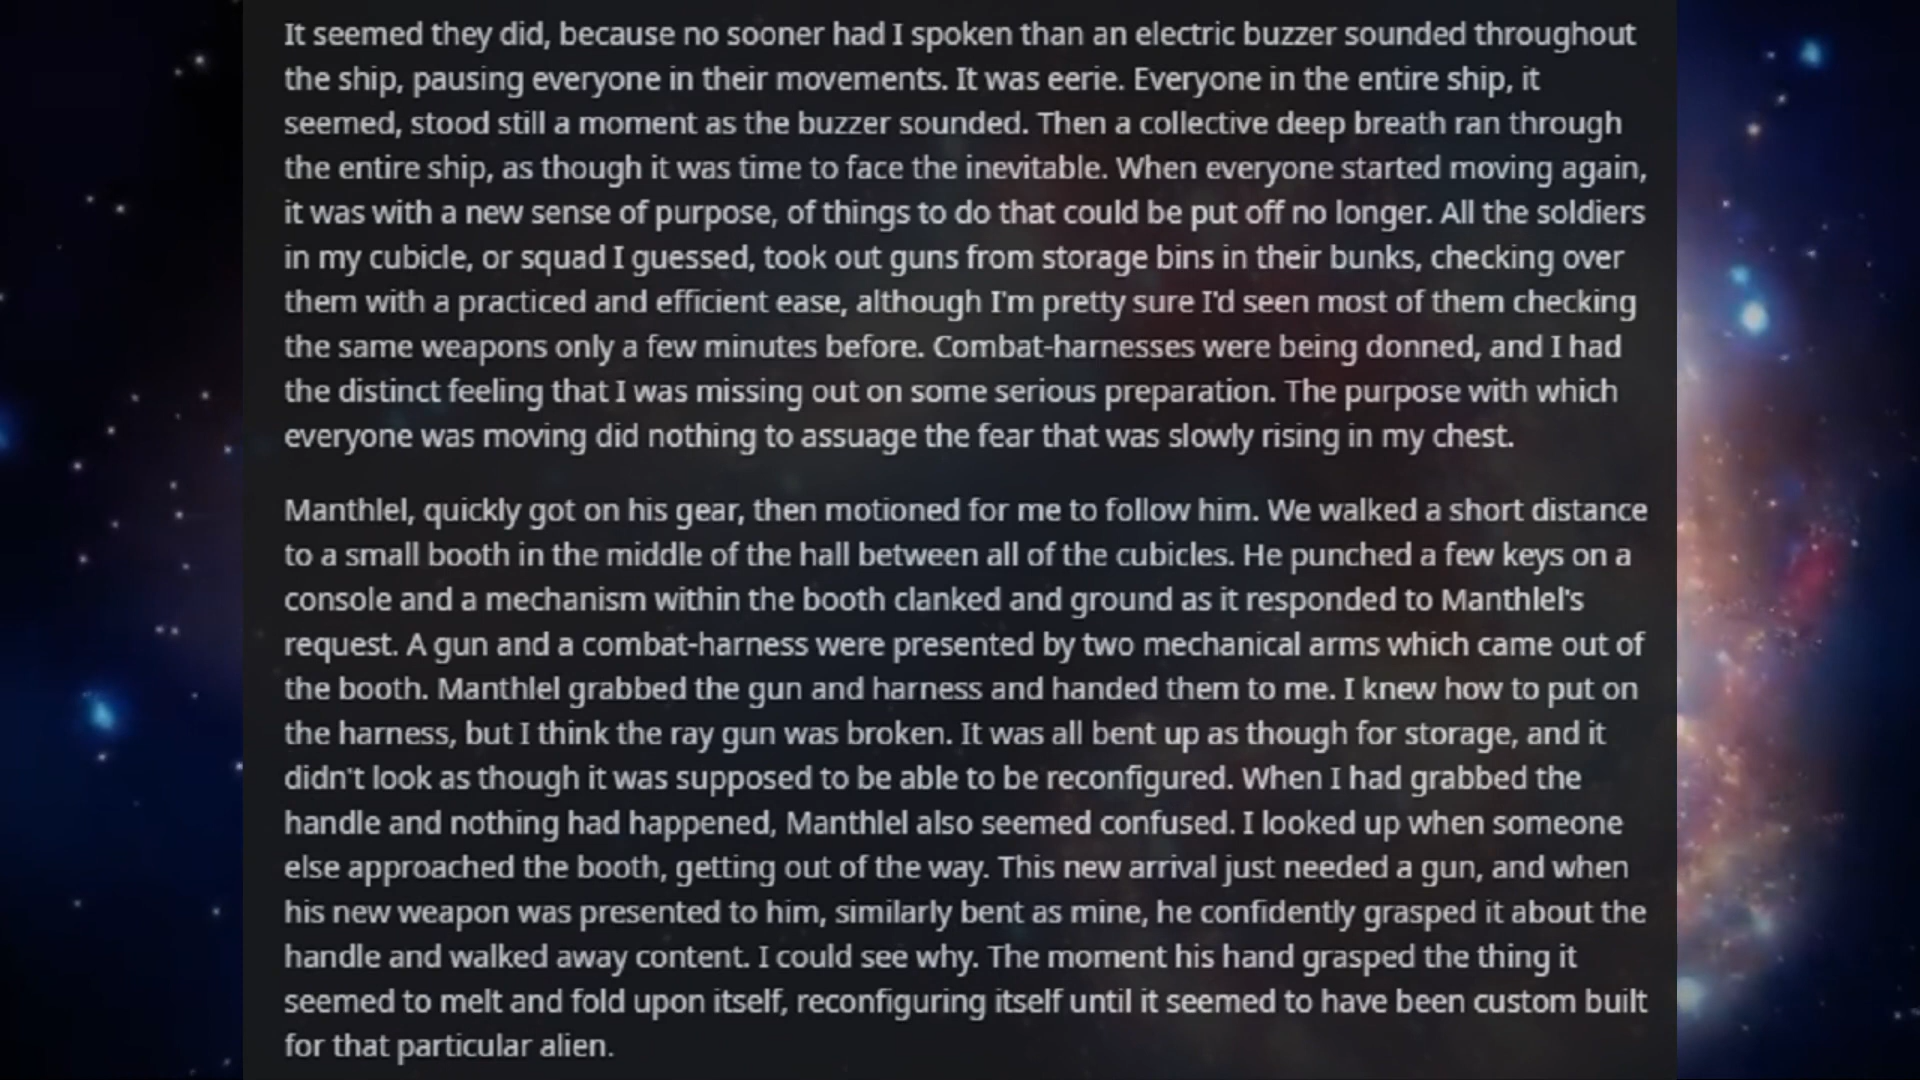 It seemed they did, because no sooner had I spoken than an electric buzzer sounded throughout
the ship, pausing everyone in their movements. It was eerie. Everyone in the entire ship, it
seemed, stood still a moment as the buzzer sounded. Then a collective deep breath ran through
the entire ship, as though it was time to face the inevitable. When everyone started moving again,
it was with a new sense of purpose, of things to do that could be put off no longer. All the soldiers
in my cubicle, or squad I guessed, took out guns from storage bins in their bunks, checking over
them with a practiced and efficient ease, although I'm pretty sure I'd seen most of them checking
the same weapons only a few minutes before. Combat-harnesses were being donned, and I had
the distinct feeling that I was missing out on some serious preparation. The purpose with which
everyone was moving did nothing to assuage the fear that was slowly rising in my chest.
Manthlel, quickly got on his gear, then motioned for me to follow him. We walked a short distance
to a small booth in the middle of the hall between all of the cubicles. He punched a few keys on a
console and a mechanism within the booth clanked and ground as it responded to Manthlel's
request. A gun and a combat-harness were presented by two mechanical arms which came out of
the booth. Manthlel grabbed the gun and harness and handed them to me. I knew how to put on
the harness, but I think the ray gun was broken. It was all bent up as though for storage, and it
didn't look as though it was supposed to be able to be reconfigured. When I had grabbed the
handle and nothing had happened, Manthlel also seemed confused. I looked up when someone
else approached the booth, getting out of the way. This new arrival just needed a gun, and when
his new weapon was presented to him, similarly bent as mine, he confidently grasped it about the
handle and walked away content. I could see why. The moment his hand grasped the thing it
seemed to melt and fold upon itself, reconfiguring itself until it seemed to have been custom built
for that particular alien.